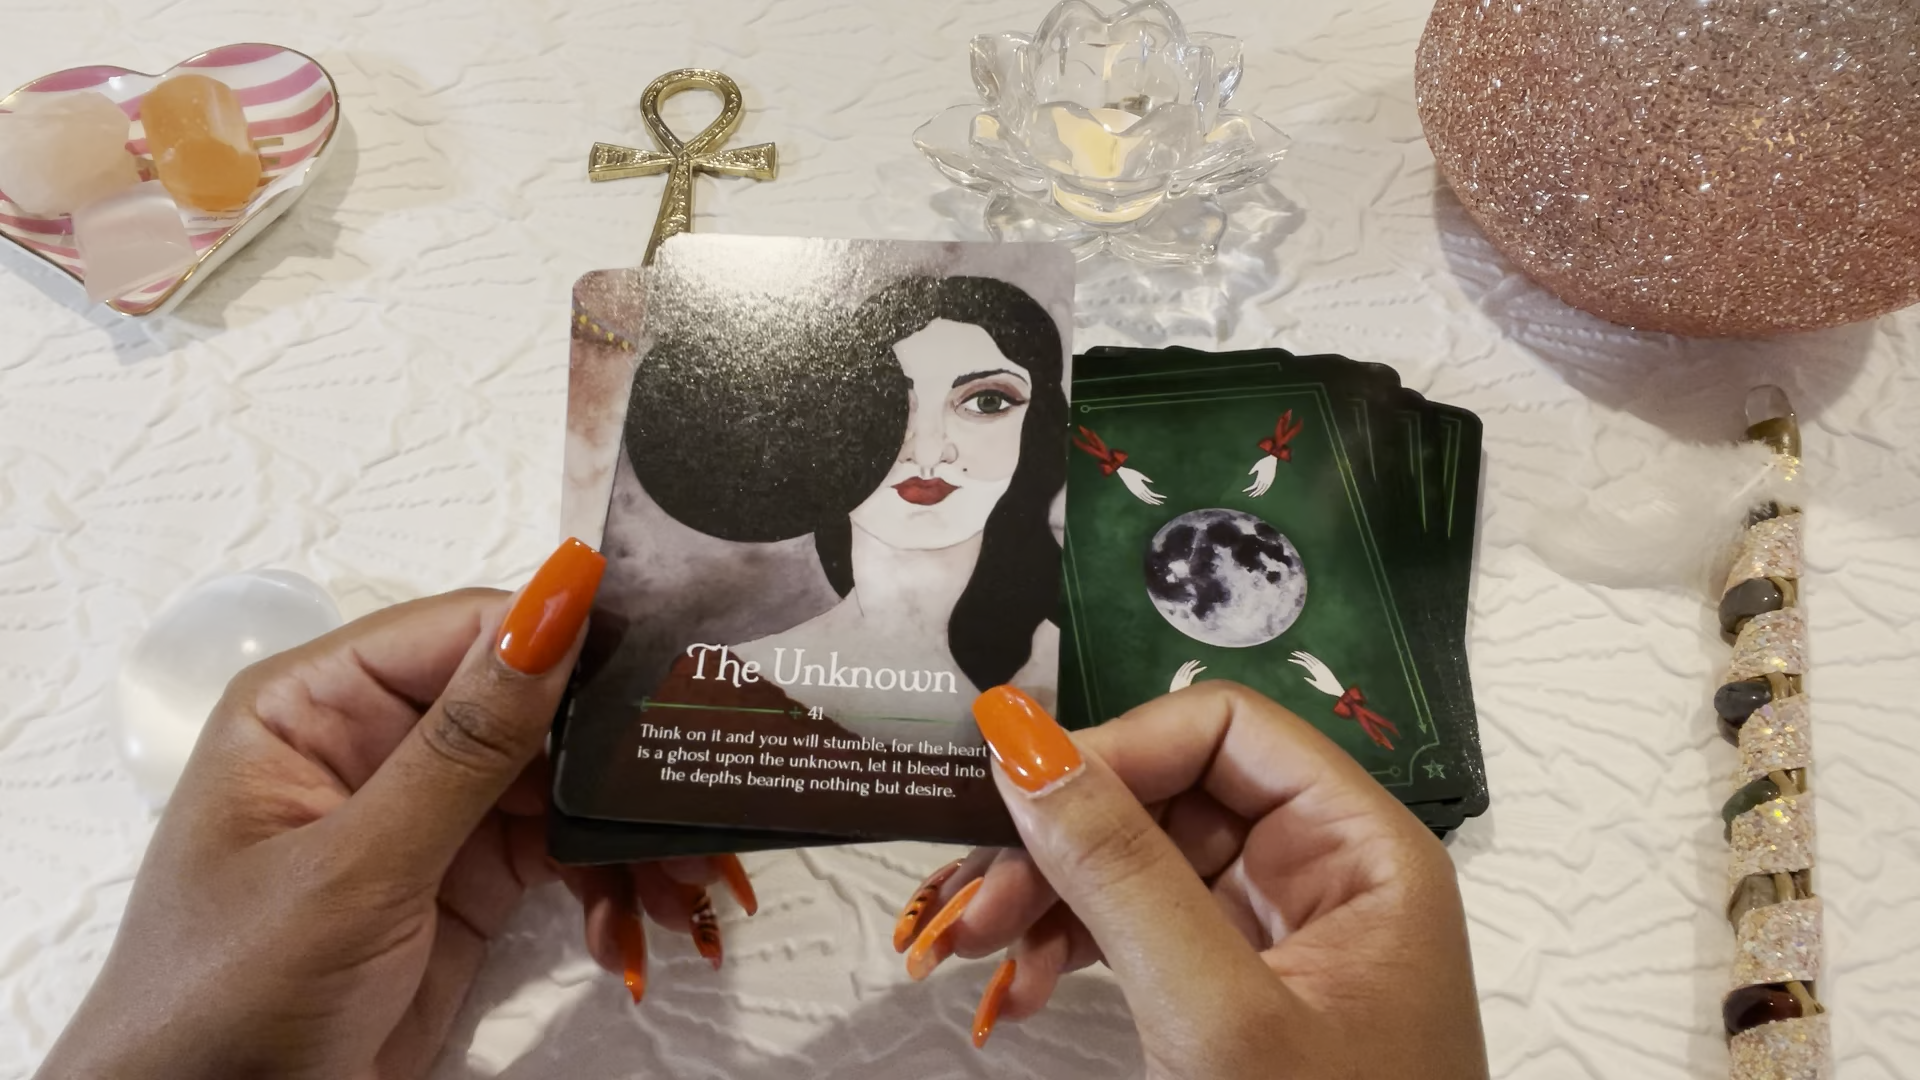 The Unknown
41
Think on it and you will stumble, for the heart
is a ghost upon the unknown, let it bleed into
the depths bearing nothing but desire.